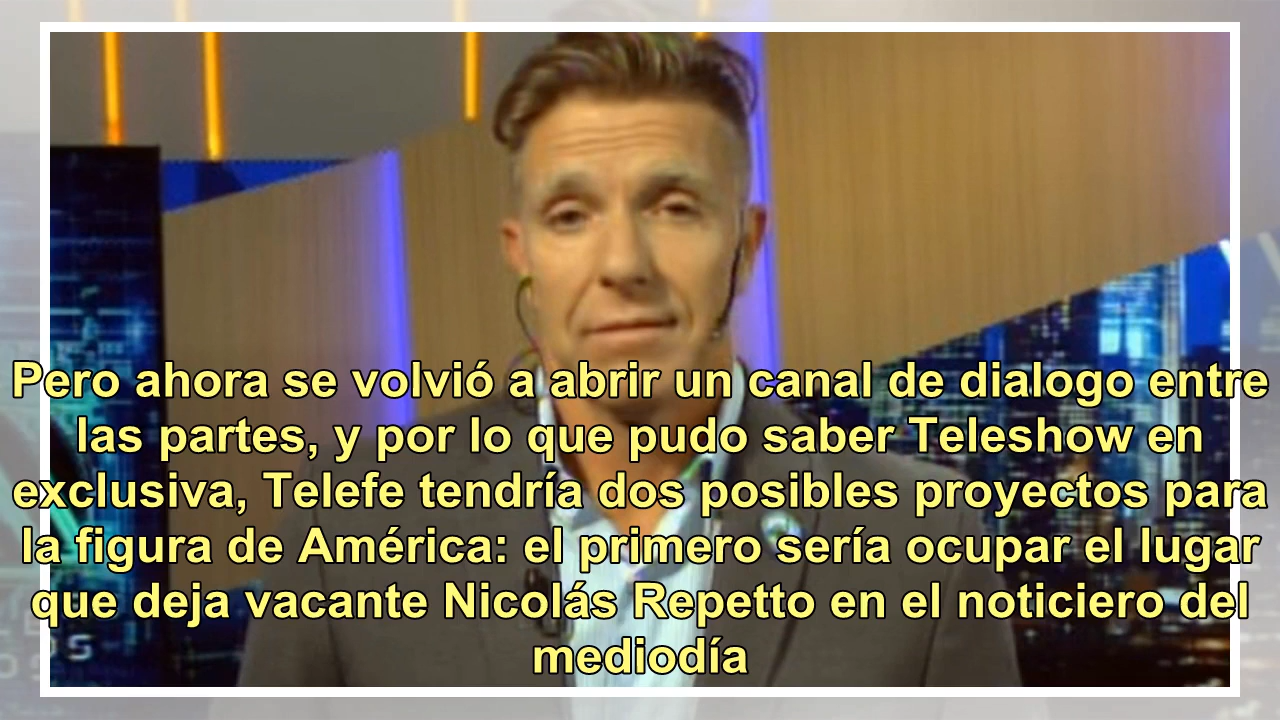 Pero ahora se volvió a abrir un canal de dialogo entre
las partes, y por lo que pudo saber Teleshow en
exclusiva, Telefe tendría dos posibles proyectos para
la figura de América: el primero sería ocupar el lugar
que deja vacante Nicolás Repetto en el noticiero del
mediodía